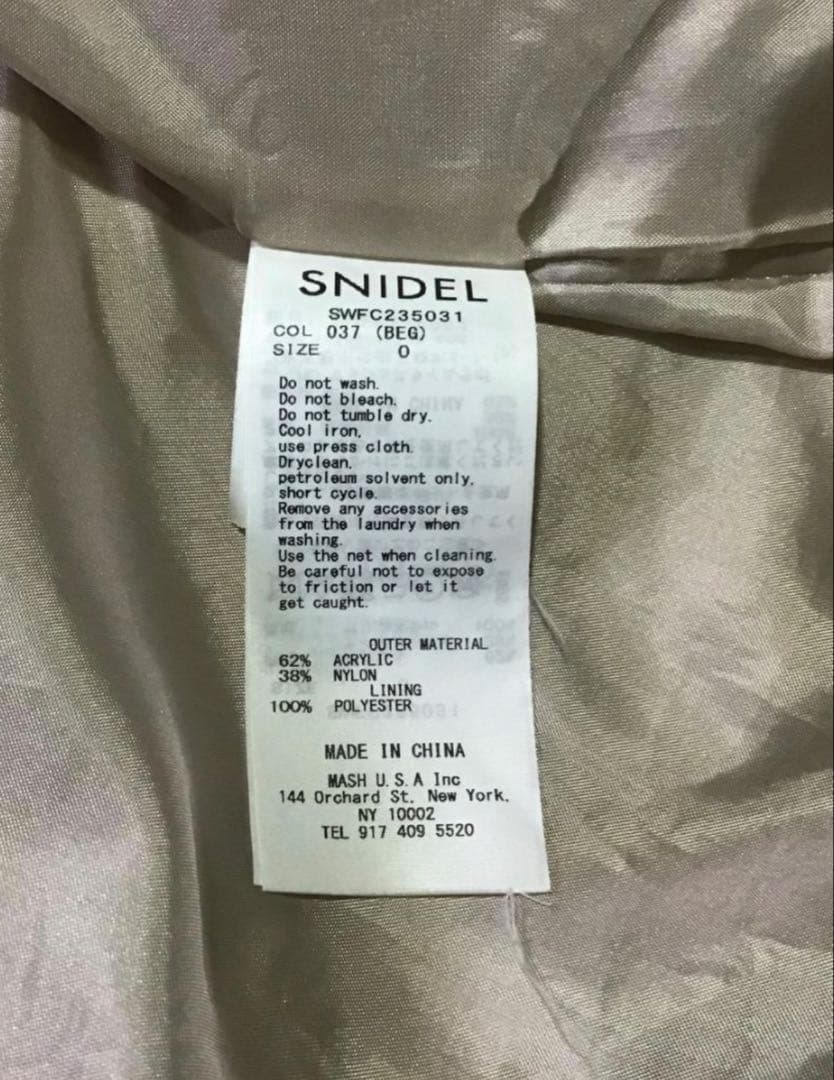 SNIDEL
SWFC235031
COL 037 (BEG)
SIZE 0
Do not wash.
Do not bleach.
Do not tumble dry.
Cool iron,
use press cloth.
Dryclean,
petroleum solvent only,
short cycle.
Remove any accessories
from the laundry when
washing.
Use the net when cleaning.
Be careful not to expose
to friction or let it
get caught.
OUTER MATERIAL
62% ACRYLIC
38% NYLON
LINING
100% POLYESTER
MADE IN CHINA
MASH U.S.A Inc
144 Orchard St. New York,
NY 10002
TEL 917 409 5520